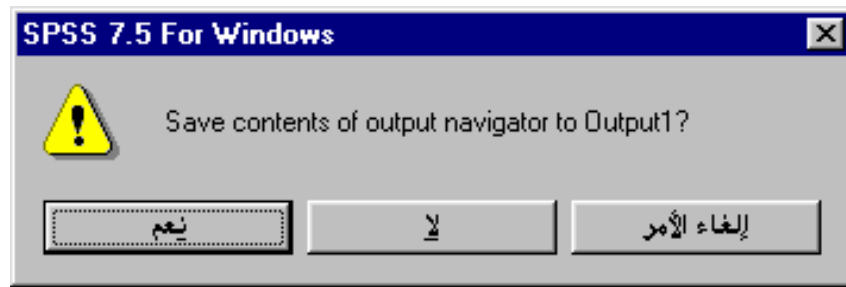 SPSS 7.5 For Windows
Save contents of output navigator to Output1?
نعم
لا
إلغاء الأمر